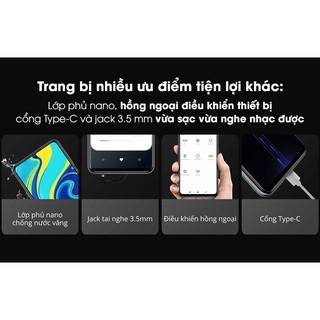 Trang bị nhiều ưu điểm tiện lợi khác:
Lớp phủ nano, hồng ngoại điều khiển thiết bị
cổng Type-C và jack 3.5 mm vừa sạc vừa nghe nhạc được
Lớp phủ nano
chống nước văng
Jack tai nghe 3.5mm
Điều khiển hồng ngoại
Cổng Type-C